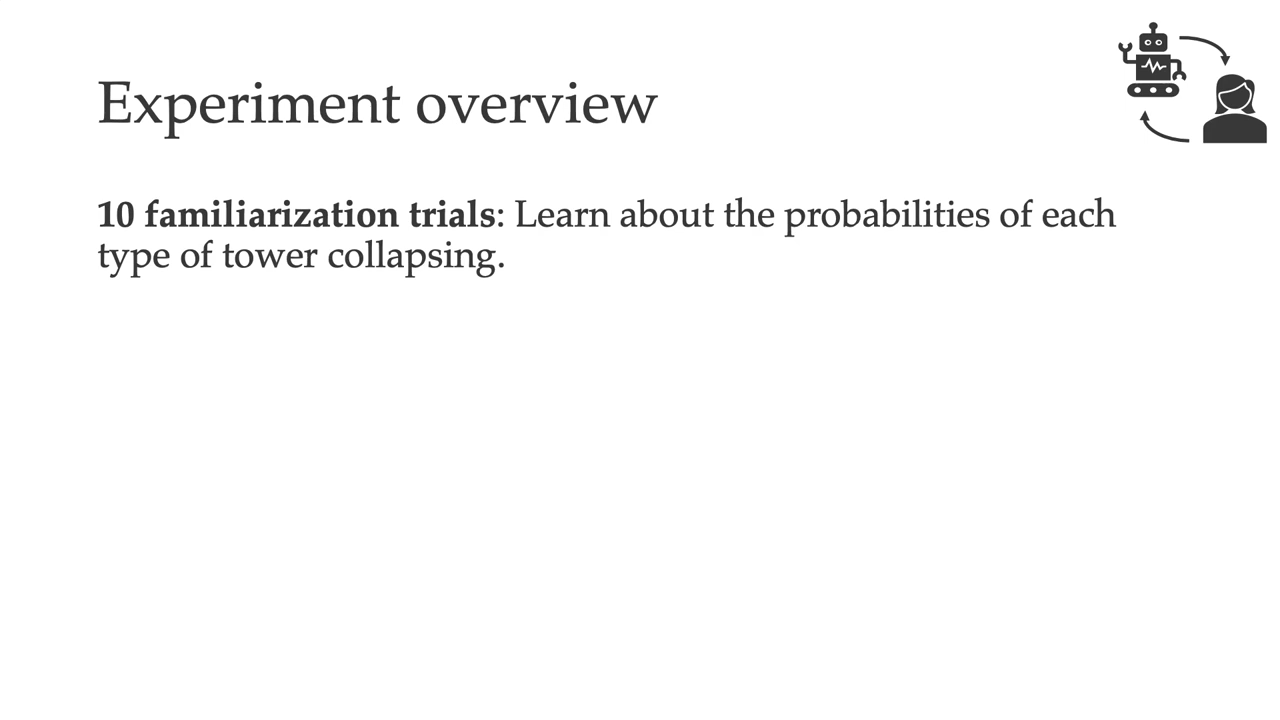 Experiment overview
10 familiarization trials: Learn about the probabilities of each
type of tower collapsing.